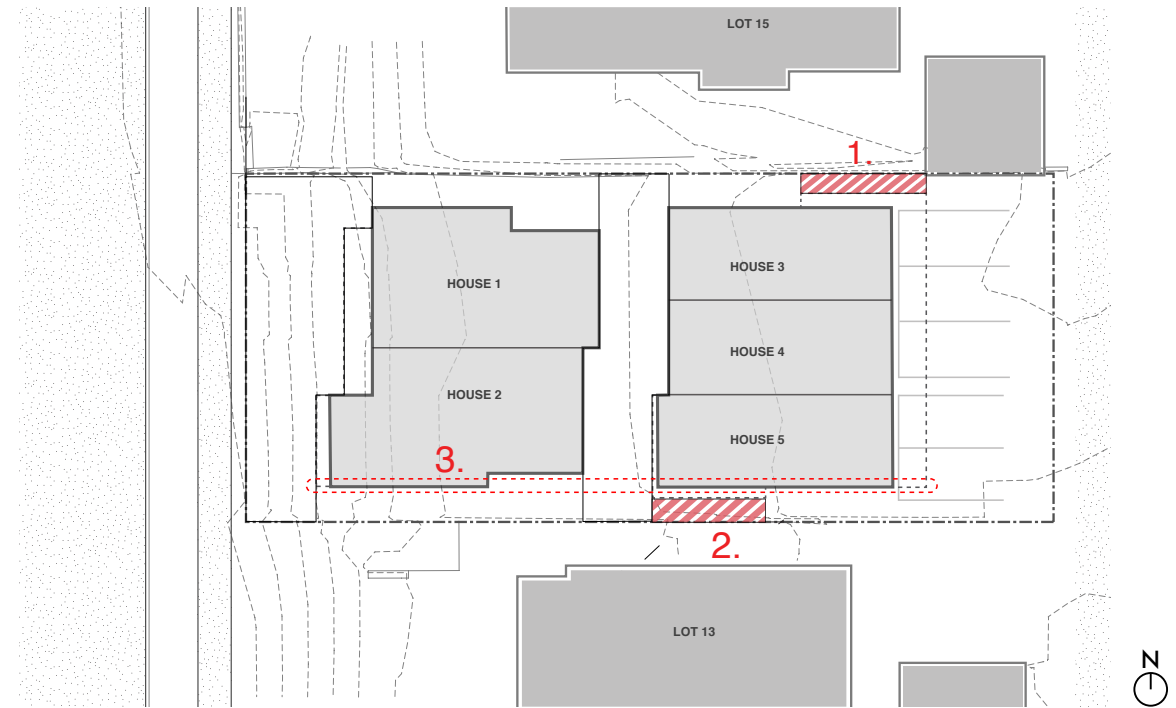 LOT 15
1.
HOUSE 3
HOUSE 1
HOUSE 4
HOUSE 2
HOUSE 5
3.
2.
LOT 13
N